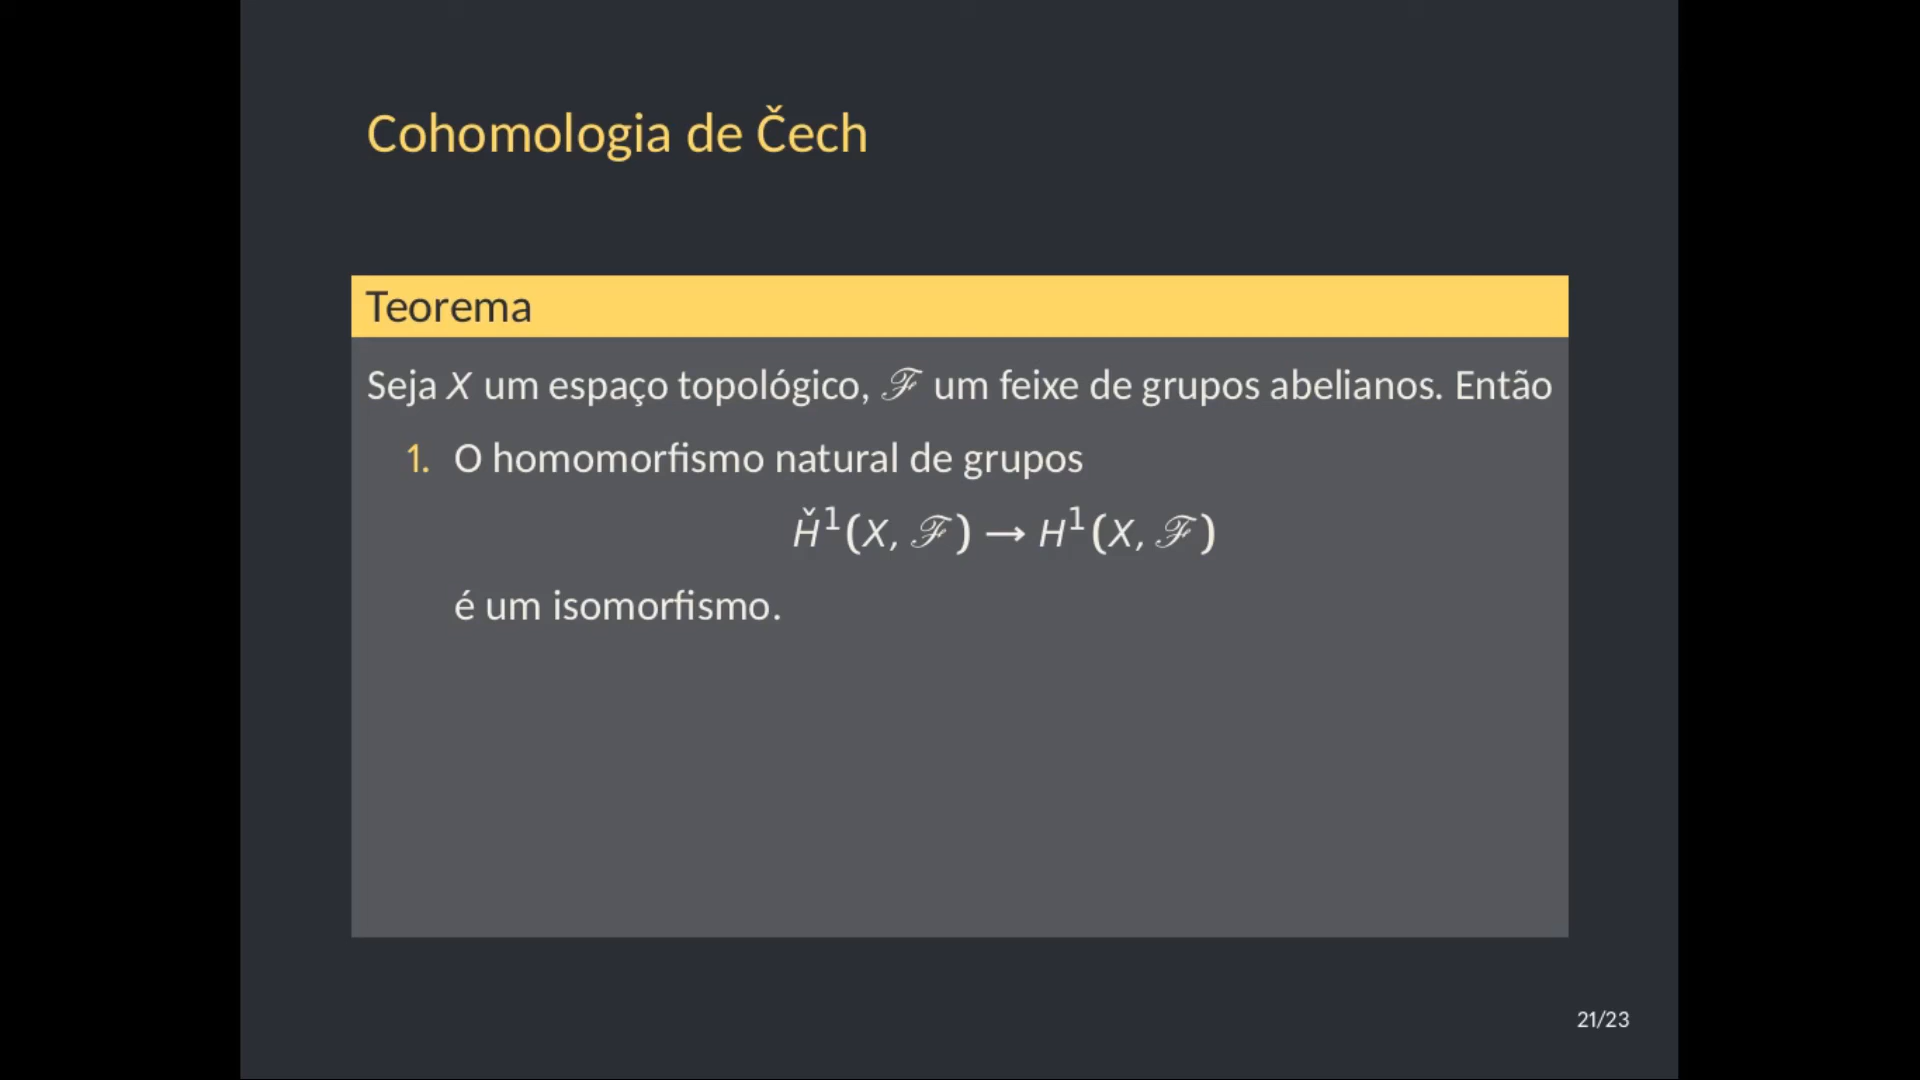 Cohomologia de Čech
Teorema
Seja X um espaço topológico, ℱ um feixe de grupos abelianos. Então
1. O homomorfismo natural de grupos
Ȟ¹(X, ℱ) → H¹(X, ℱ)
é um isomorfismo.
21/23